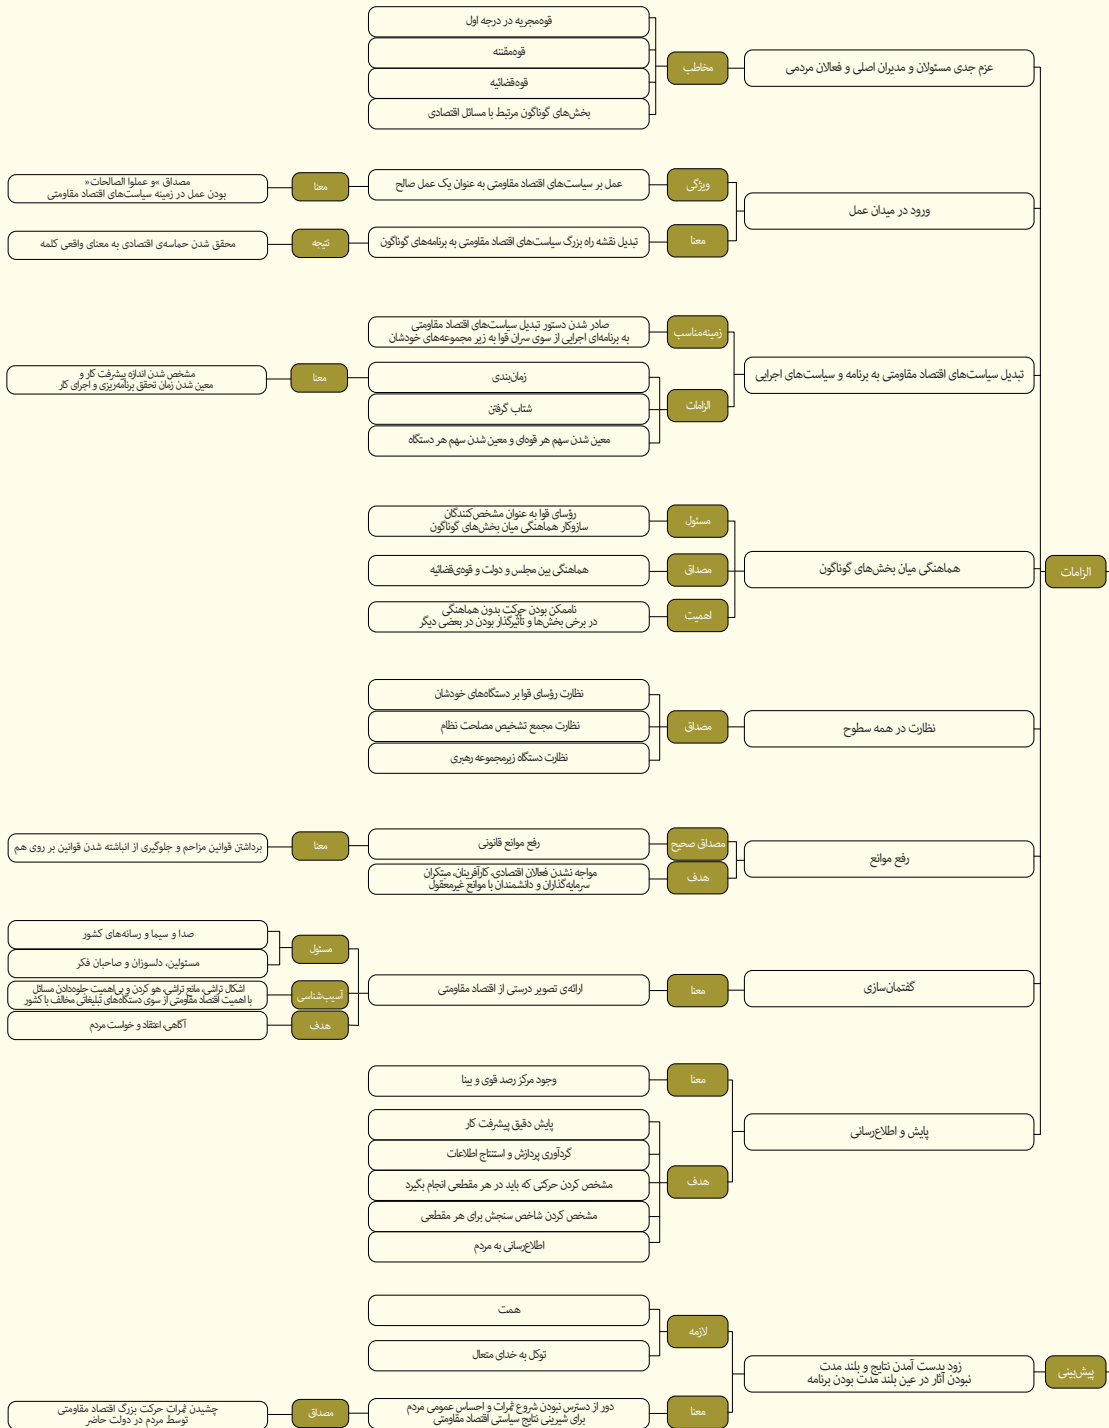 الزامات
عزم جدی مسئولان و مدیران اصلی و فعالان مردمی
مخاطب
قوه‌مجریه در درجه اول
قوه‌مقننه
قوه‌قضائیه
بخش‌های گوناگون مرتبط با مسائل اقتصادی
ورود در میدان عمل
ویژگی
عمل بر سیاست‌های اقتصاد مقاومتی به عنوان یک عمل صالح
معنا
مصداق »و عملوا الصالحات«
بودن عمل در زمینه سیاست‌های اقتصاد مقاومتی
معنا
تبدیل نقشه راه بزرگ سیاست‌های اقتصاد مقاومتی به برنامه‌های گوناگون
نتیجه
محقق شدن حماسه‌ی اقتصادی به معنای واقعی کلمه
تبدیل سیاست‌های اقتصاد مقاومتی به برنامه و سیاست‌های اجرایی
زمینه‌مناسب
صادر شدن دستور تبدیل سیاست‌های اقتصاد مقاومتی
به برنامه‌ای اجرایی از سوی سران قوا به زیر مجموعه‌های خودشان
الزامات
زمان‌بندی
معنا
مشخص شدن اندازه پیشرفت کار و
معین شدن زمان تحقق برنامه‌ریزی و اجرای کار
شتاب گرفتن
معین شدن سهم هر قوه‌ای و معین شدن سهم هر دستگاه
هماهنگی میان بخش‌های گوناگون
مسئول
رؤسای قوا به عنوان مشخص‌کنندگان
سازوکار هماهنگی میان بخش‌های گوناگون
مصداق
هماهنگی بین مجلس و دولت و قوه‌ی‌قضائیه
اهمیت
ناممکن بودن حرکت بدون هماهنگی
در برخی بخش‌ها و تأثیرگذار بودن در بعضی دیگر
نظارت در همه سطوح
مصداق
نظارت رؤسای قوا بر دستگاه‌های خودشان
نظارت مجمع تشخیص مصلحت نظام
نظارت دستگاه زیرمجموعه رهبری
رفع موانع
مصداق صحیح
رفع موانع قانونی
معنا
برداشتن قوانین مزاحم و جلوگیری از انباشته شدن قوانین بر روی هم
هدف
مواجه نشدن فعالان اقتصادی، کارآفرینان، مبتکران
سرمایه‌گذاران و دانشمندان با موانع غیرمعقول
گفتمان‌سازی
معنا
ارائه‌ی تصویر درستی از اقتصاد مقاومتی
مسئول
صدا و سیما و رسانه‌های کشور
مسئولین، دلسوزان و صاحبان فکر
آسیب‌شناسی
اشکال تراشی، مانع تراشی، هو کردن و بی‌اهمیت جلوه‌دادن مسائل
با اهمیت اقتصاد مقاومتی از سوی دستگاه‌های تبلیغاتی مخالف با کشور
هدف
آگاهی، اعتقاد و خواست مردم
پایش و اطلاع‌رسانی
معنا
وجود مرکز رصد قوی و بینا
هدف
پایش دقیق پیشرفت کار
گردآوری پردازش و استنتاج اطلاعات
مشخص کردن حرکتی که باید در هر مقطعی انجام بگیرد
مشخص کردن شاخص سنجش برای هر مقطعی
اطلاع‌رسانی به مردم
پیش‌بینی
زود بدست آمدن نتایج و بلند مدت
نبودن آثار در عین بلند مدت بودن برنامه
لازمه
همت
توکل به خدای متعال
معنا
دور از دسترس نبودن شروع ثمرات و احساس عمومی مردم
برای شیرینی نتایج سیاستی اقتصاد مقاومتی
مصداق
چشیدن ثمرات حرکت بزرگ اقتصاد مقاومتی
توسط مردم در دولت حاضر